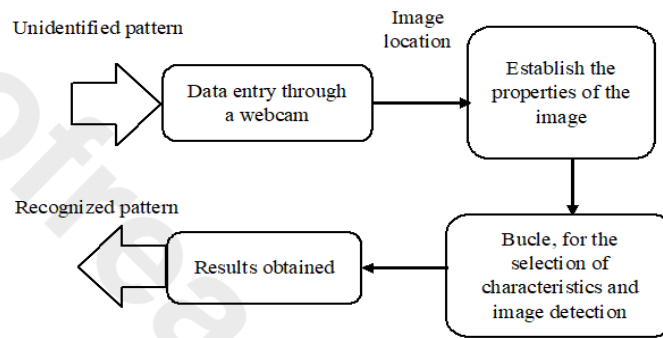 Unidentified pattern
Image
location
Data entry through
a webcam
Establish the
properties of the
image
Recognized pattern
Results obtained
Bucle, for the
selection of
characteristics and
image detection